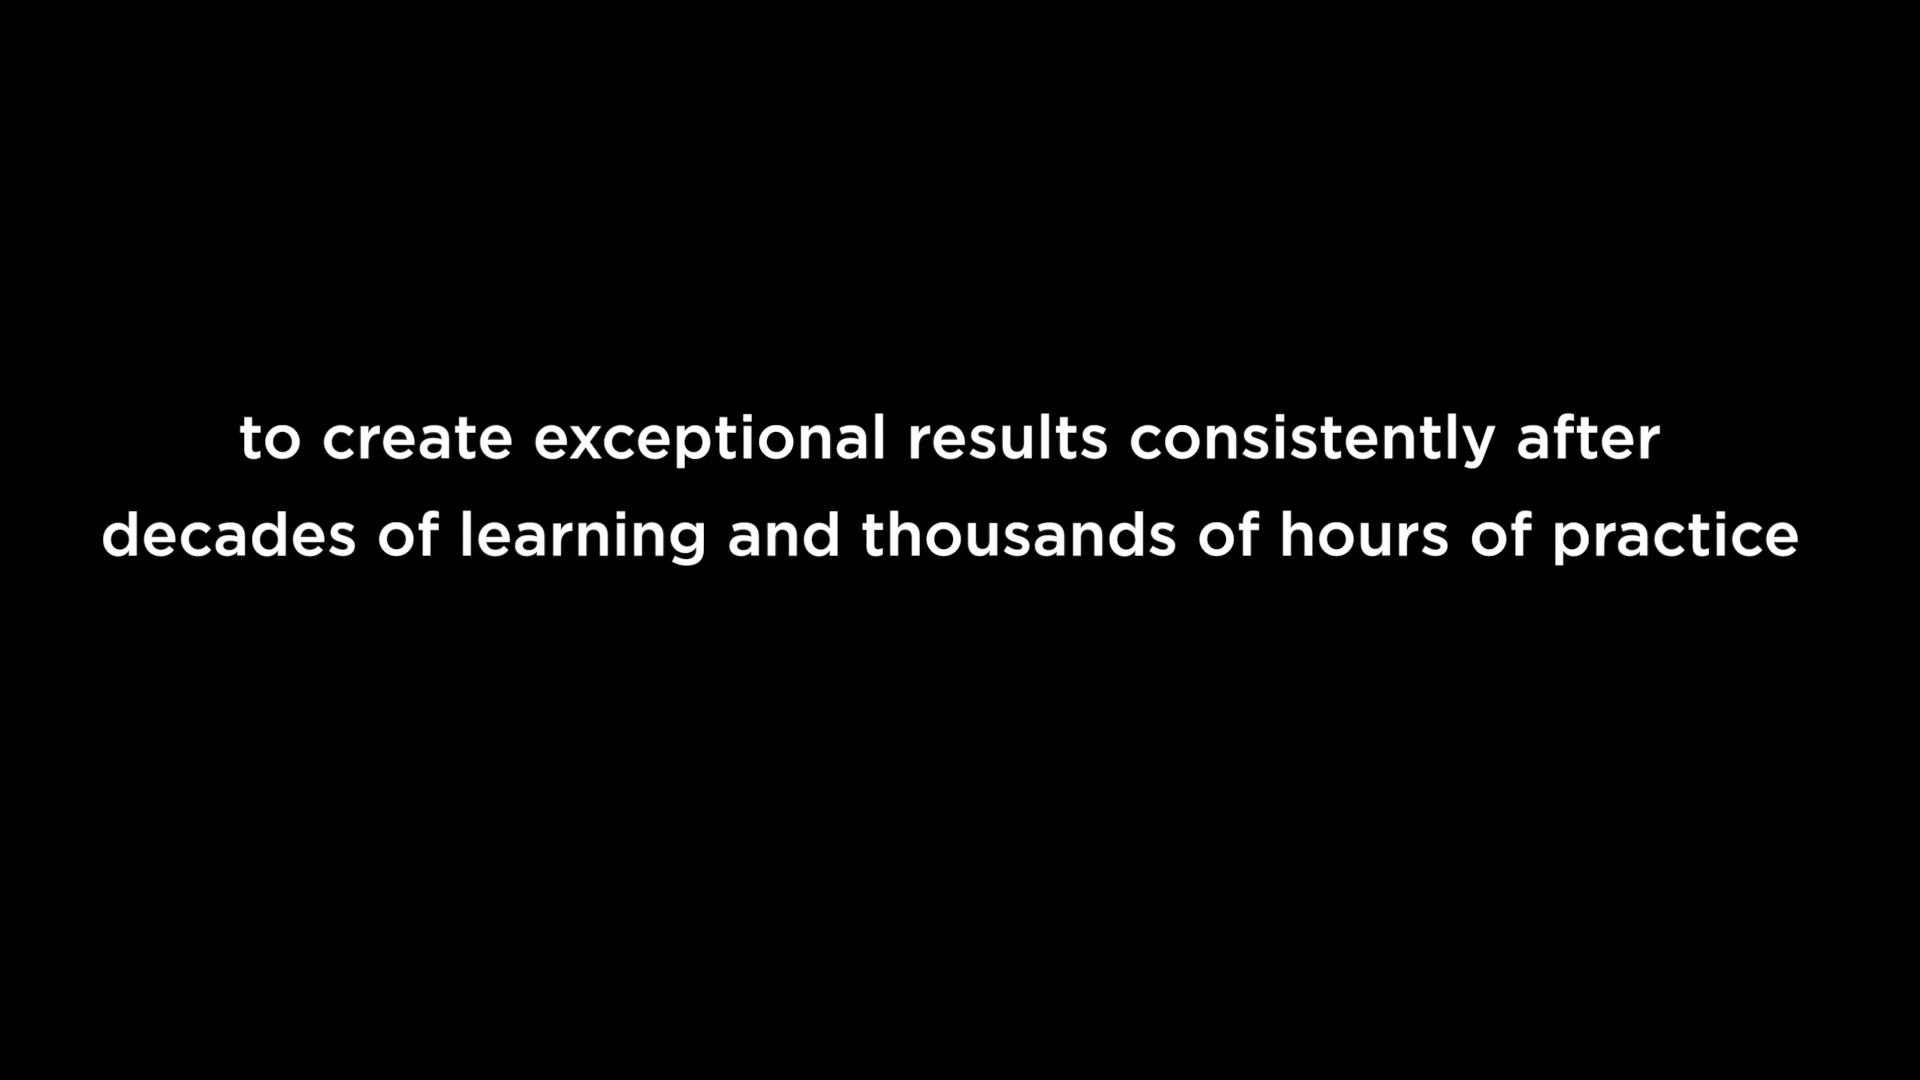 to create exceptional results consistently after
decades of learning and thousands of hours of practice